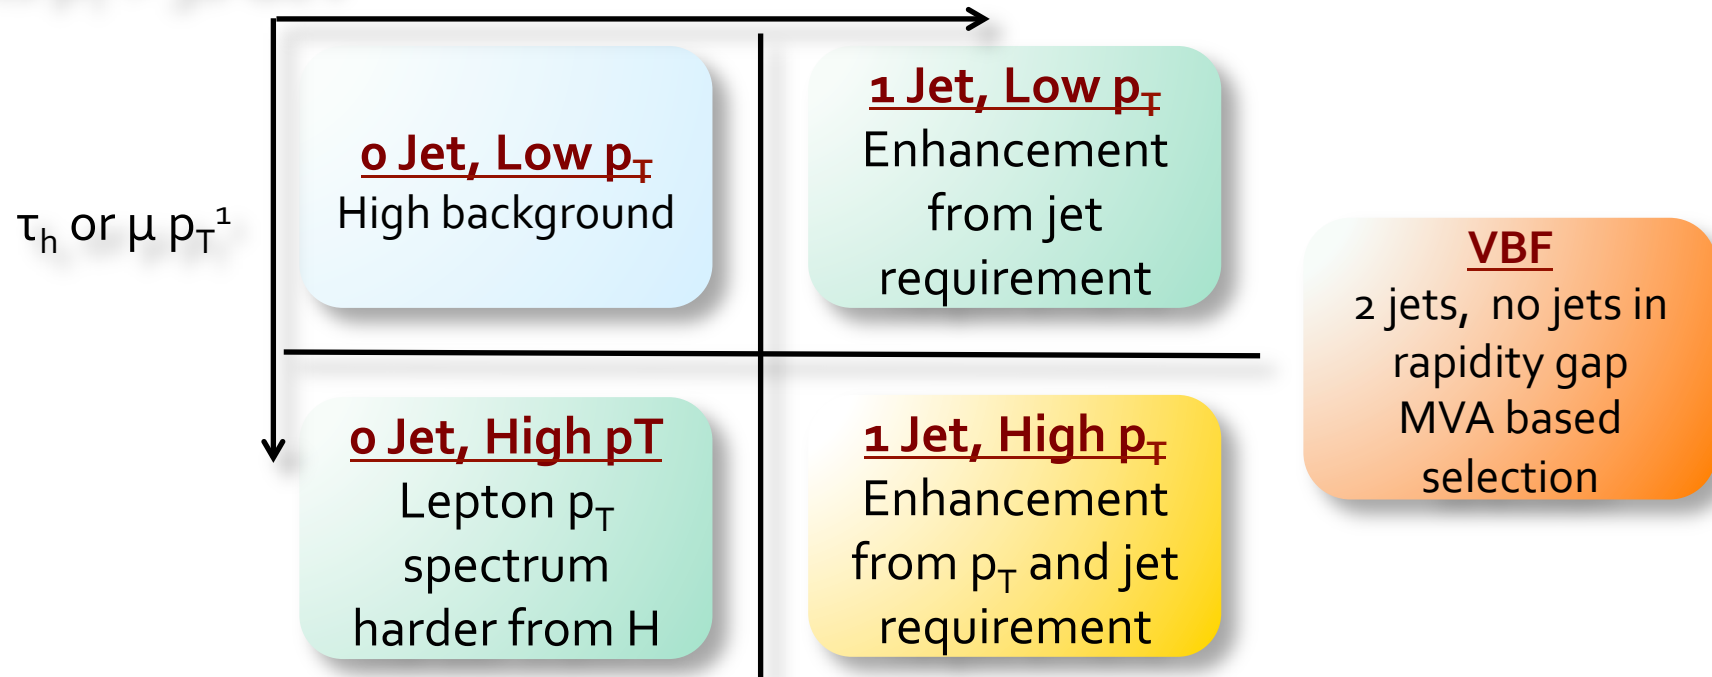 0 Jet, Low pT
High background
1 Jet, Low pT
Enhancement
from jet
requirement
τh or μ pT1
VBF
2 jets, no jets in
rapidity gap
MVA based
selection
0 Jet, High pT
Lepton pT
spectrum
harder from H
1 Jet, High pT
Enhancement
from pT and jet
requirement